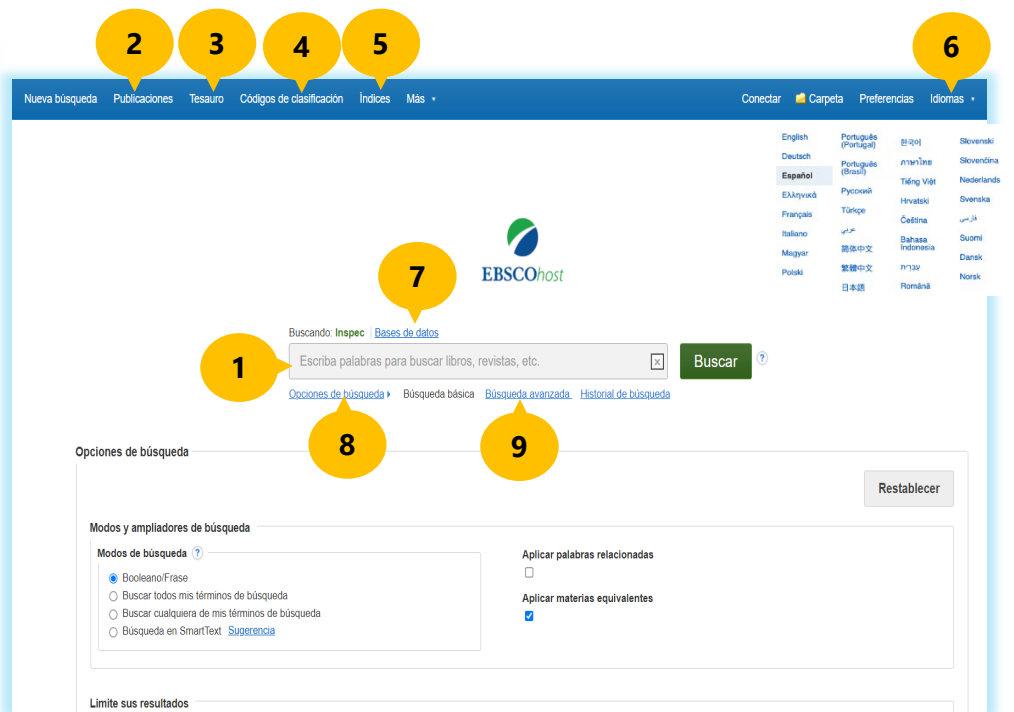 2 3 4 5 6
Nueva búsqueda Publicaciones Tesauro Códigos de clasificación Índices Más Conectar Carpeta Preferencias Idiomas
English
Deutsch
Español
Ελληνικά
Français
Italiano
Magyar
Polski
Português
(Portugal)
Português
(Brasil)
Русский
Türkçe
عربي
简体中文
繁體中文
日本語
한국어
ภาษาไทย
Tiếng Việt
Hrvatski
Čeština
Bahasa
Indonesia
עברית
Română
Slovenski
Slovenčina
Nederlands
Svenska
فارسی
Suomi
Dansk
Norsk
EBSCOhost
7
Buscando: Inspec Bases de datos
1
Escriba palabras para buscar libros, revistas, etc. x Buscar ?
Opciones de búsqueda Búsqueda básica Búsqueda avanzada Historial de búsqueda
8 9
Opciones de búsqueda
Restablecer
Modos y ampliadores de búsqueda
Modos de búsqueda ?
Booleano/Frase
Buscar todos mis términos de búsqueda
Buscar cualquiera de mis términos de búsqueda
Búsqueda en SmartText Sugerencia
Aplicar palabras relacionadas
Aplicar materias equivalentes
Limite sus resultados